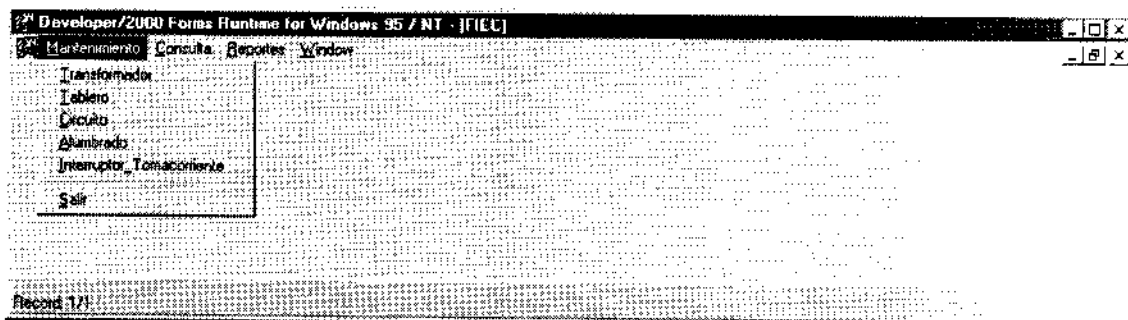 Developer/2000 Forms Runtime for Windows 95 / NT - [FIEC]
Mantenimiento Consulta Reportes Window
Transformador
Tablero
Circuito
Alumbrado
Interruptor_Tomacorriente
Salir
Record: 1/1